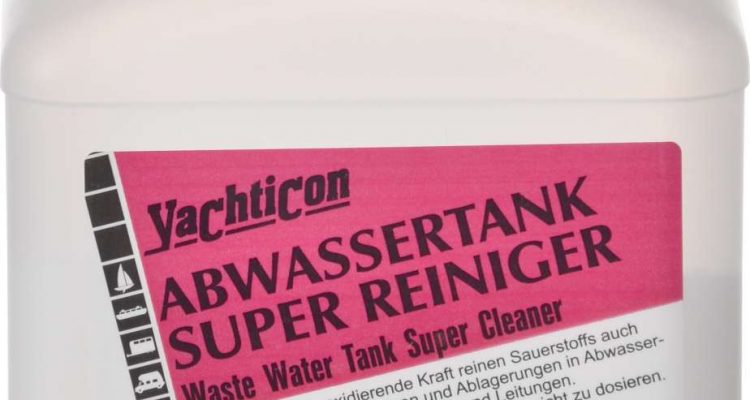 Yachticon
ABWASSERTANK
SUPER REINIGER
Waste Water Tank Super Cleaner
oxidierende Kraft reinen Sauerstoffs auch
und Ablagerungen in Abwasser-
Leitungen.
zu dosieren.